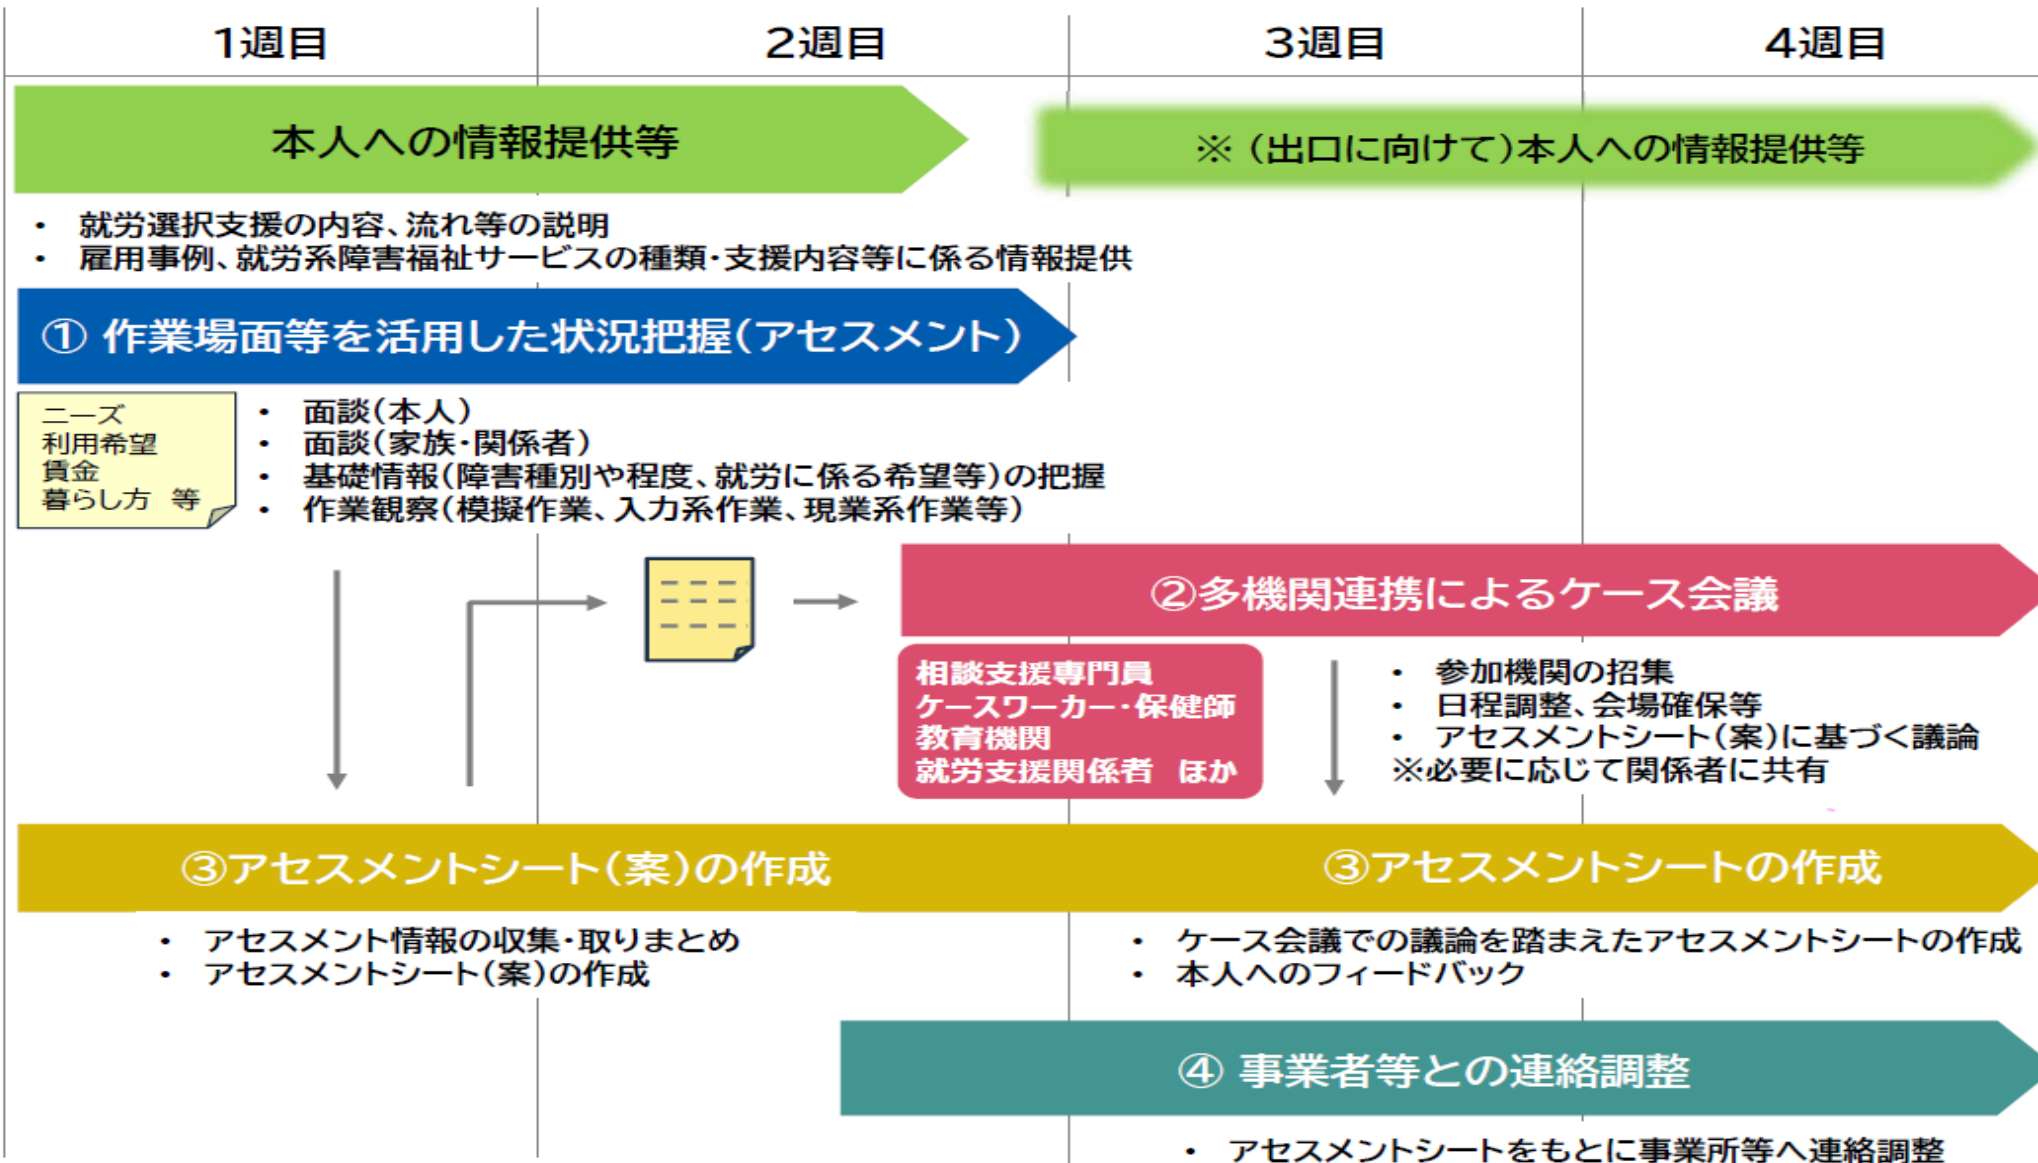 1週目
2週目
3週目
4週目
本人への情報提供等
※（出口に向けて）本人への情報提供等
・ 就労選択支援の内容、流れ等の説明
・ 雇用事例、就労系障害福祉サービスの種類・支援内容等に係る情報提供
① 作業場面等を活用した状況把握（アセスメント）
ニーズ
利用希望
賃金
暮らし方　等
・ 面談（本人）
・ 面談（家族・関係者）
・ 基礎情報（障害種別や程度、就労に係る希望等）の把握
・ 作業観察（模擬作業、入力系作業、現業系作業等）
②多機関連携によるケース会議
相談支援専門員
ケースワーカー・保健師
教育機関
就労支援関係者　ほか
・ 参加機関の招集
・ 日程調整、会場確保等
・ アセスメントシート（案）に基づく議論
※必要に応じて関係者に共有
③アセスメントシート（案）の作成
③アセスメントシートの作成
・ アセスメント情報の収集・取りまとめ
・ アセスメントシート（案）の作成
・ ケース会議での議論を踏まえたアセスメントシートの作成
・ 本人へのフィードバック
④ 事業者等との連絡調整
・ アセスメントシートをもとに事業所等へ連絡調整